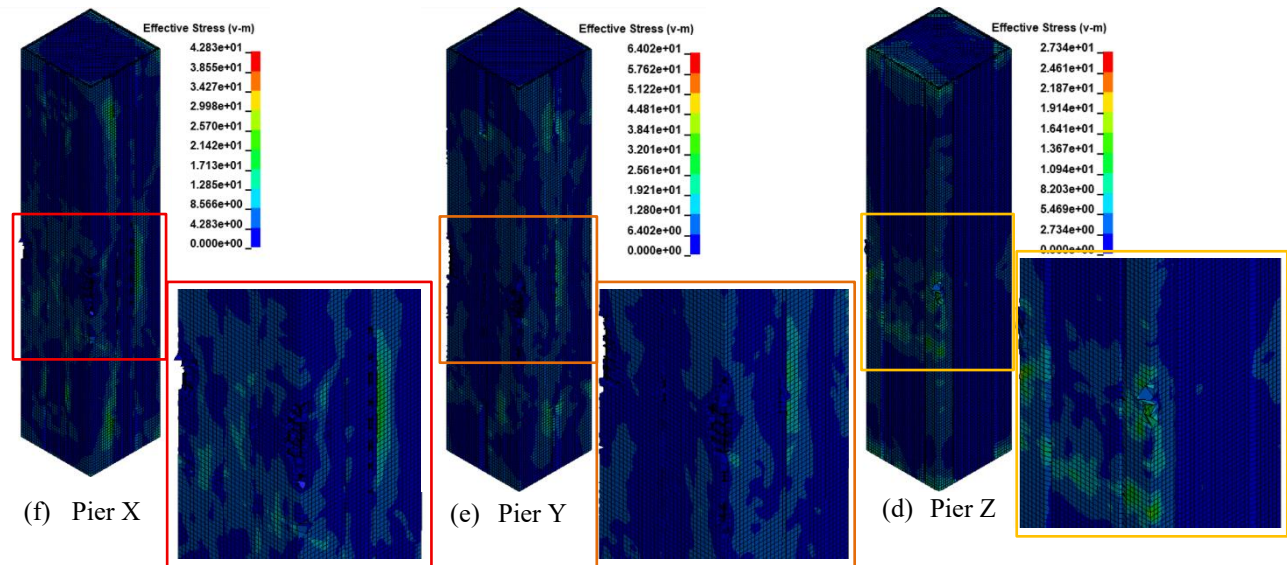 Effective Stress (v-m)
4.283e+01
3.855e+01
3.427e+01
2.998e+01
2.570e+01
2.142e+01
1.713e+01
1.285e+01
8.566e+00
4.283e+00
0.000e+00
(f) Pier X
Effective Stress (v-m)
6.402e+01
5.762e+01
5.122e+01
4.481e+01
3.841e+01
3.201e+01
2.561e+01
1.921e+01
1.280e+01
6.402e+00
0.000e+00
(e) Pier Y
Effective Stress (v-m)
2.734e+01
2.461e+01
2.187e+01
1.914e+01
1.641e+01
1.367e+01
1.094e+01
8.203e+00
5.469e+00
2.734e+00
0.000e+00
(d) Pier Z